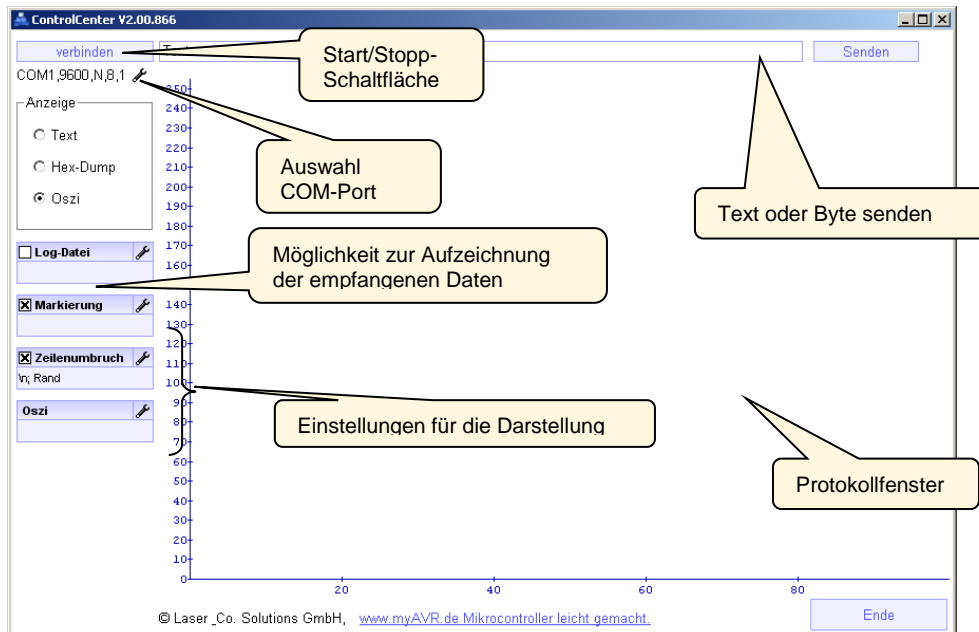 ControlCenter V2.00.866
verbinden
Start/Stopp-
Schaltfläche
Senden
COM1,9600,N,8,1
Anzeige
Text
Hex-Dump
Oszi
Auswahl
COM-Port
Text oder Byte senden
Log-Datei
Möglichkeit zur Aufzeichnung
der empfangenen Daten
Markierung
Zeilenumbruch
\n; Rand
Oszi
Einstellungen für die Darstellung
Protokollfenster
250
240
230
220
210
200
190
180
170
160
140
130
120
110
100
90
80
70
60
50
40
30
20
10
0
20
40
60
80
© Laser_Co. Solutions GmbH, www.myAVR.de Mikrocontroller leicht gemacht.
Ende